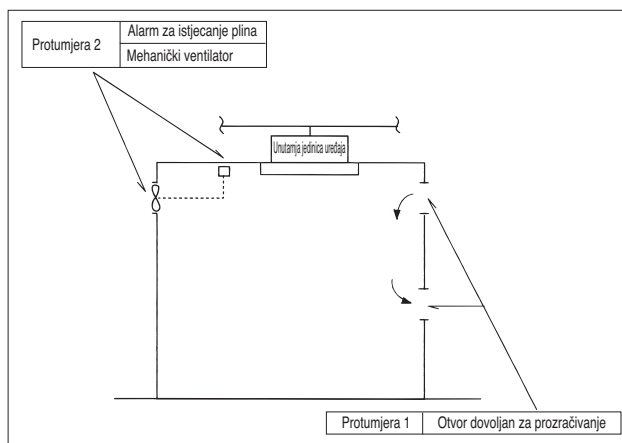 Protumjera 2
Alarm za istjecanje plina
Mehanički ventilator
Unutarnja jedinica uređaja
Protumjera 1
Otvor dovoljan za prozračivanje